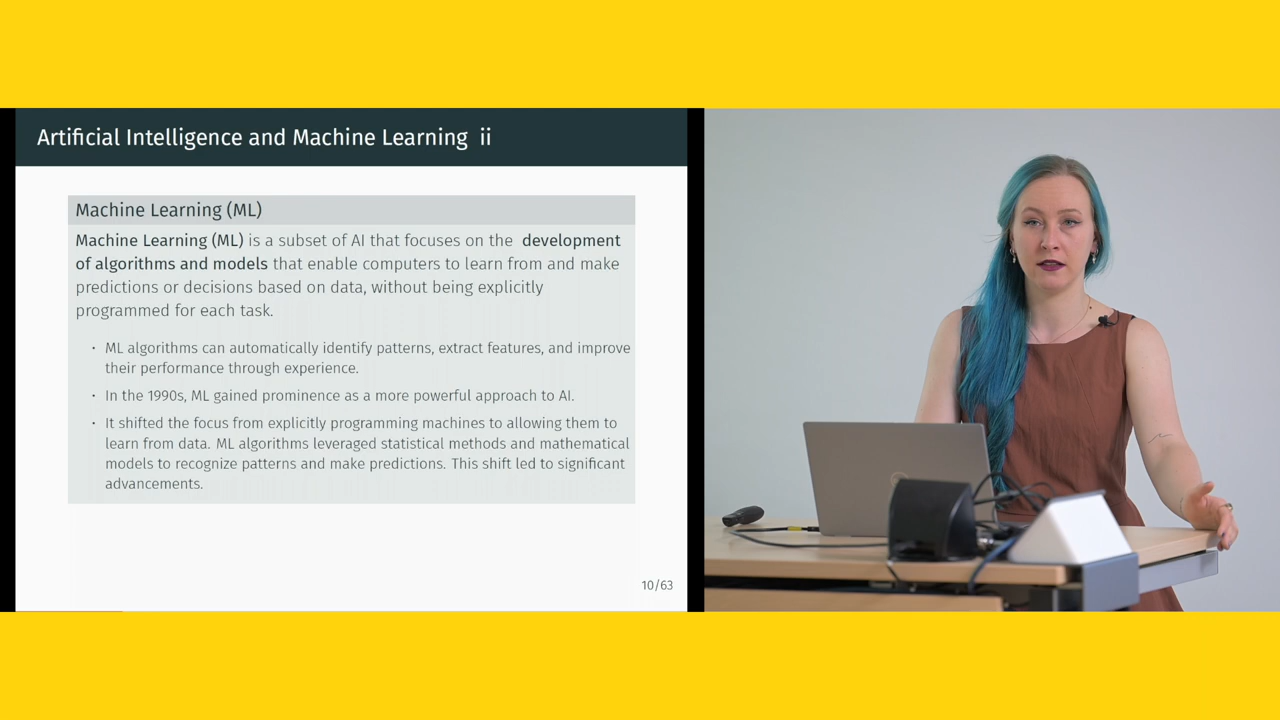 Artificial Intelligence and Machine Learning ii
Machine Learning (ML)
Machine Learning (ML) is a subset of AI that focuses on the development
of algorithms and models that enable computers to learn from and make
predictions or decisions based on data, without being explicitly
programmed for each task.
· ML algorithms can automatically identify patterns, extract features, and improve
their performance through experience.
· In the 1990s, ML gained prominence as a more powerful approach to AI.
· It shifted the focus from explicitly programming machines to allowing them to
learn from data. ML algorithms leveraged statistical methods and mathematical
models to recognize patterns and make predictions. This shift led to significant
advancements.
10/63